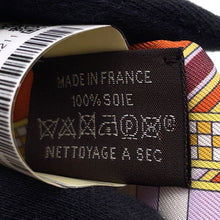 MADE IN FRANCE
100% SOIE
NETTOYAGE A SEC